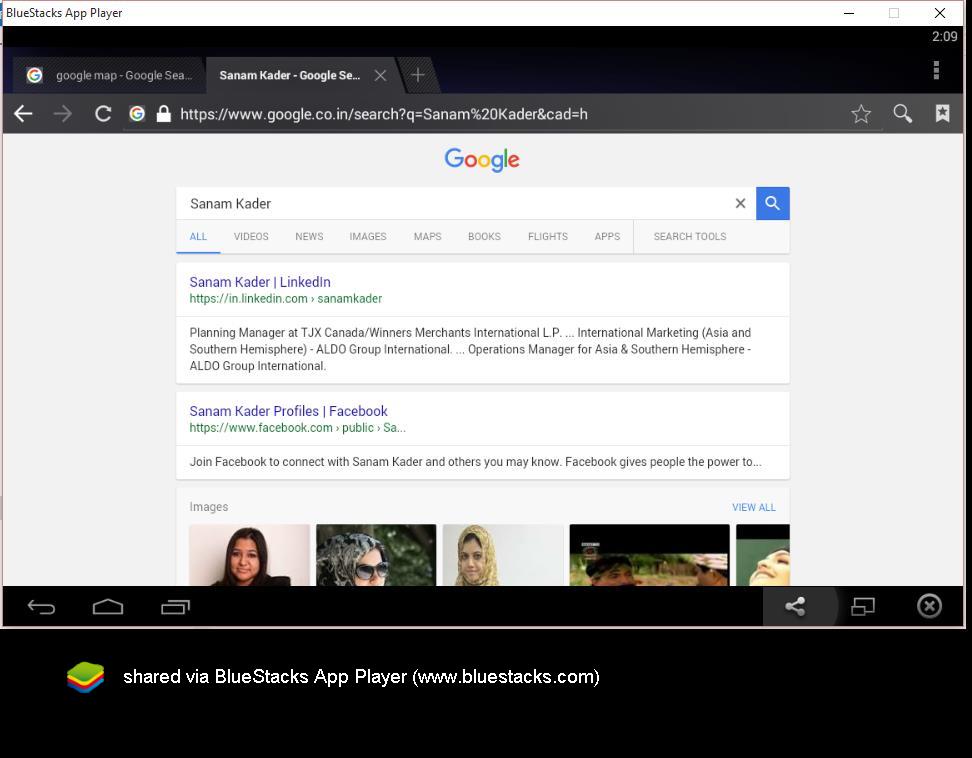 BlueStacks App Player
2:09
google map - Google Sea...
Sanam Kader - Google Se...
https://www.google.co.in/search?q=Sanam%20Kader&cad=h
Google
Sanam Kader
ALL VIDEOS NEWS IMAGES MAPS BOOKS FLIGHTS APPS SEARCH TOOLS
Sanam Kader | LinkedIn
https://in.linkedin.com › sanamkader
Planning Manager at TJX Canada/Winners Merchants International L.P. ... International Marketing (Asia and
Southern Hemisphere) - ALDO Group International. ... Operations Manager for Asia & Southern Hemisphere -
ALDO Group International.
Sanam Kader Profiles | Facebook
https://www.facebook.com › public › Sa...
Join Facebook to connect with Sanam Kader and others you may know. Facebook gives people the power to...
Images VIEW ALL
shared via BlueStacks App Player (www.bluestacks.com)